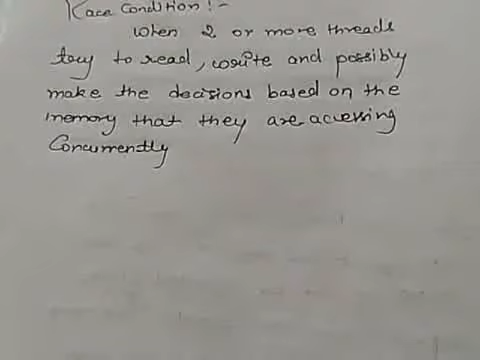 Race Condition :-
When 2 or more threads
try to read, write and possibly
make the decisions based on the
memory that they are accessing
Concurrently